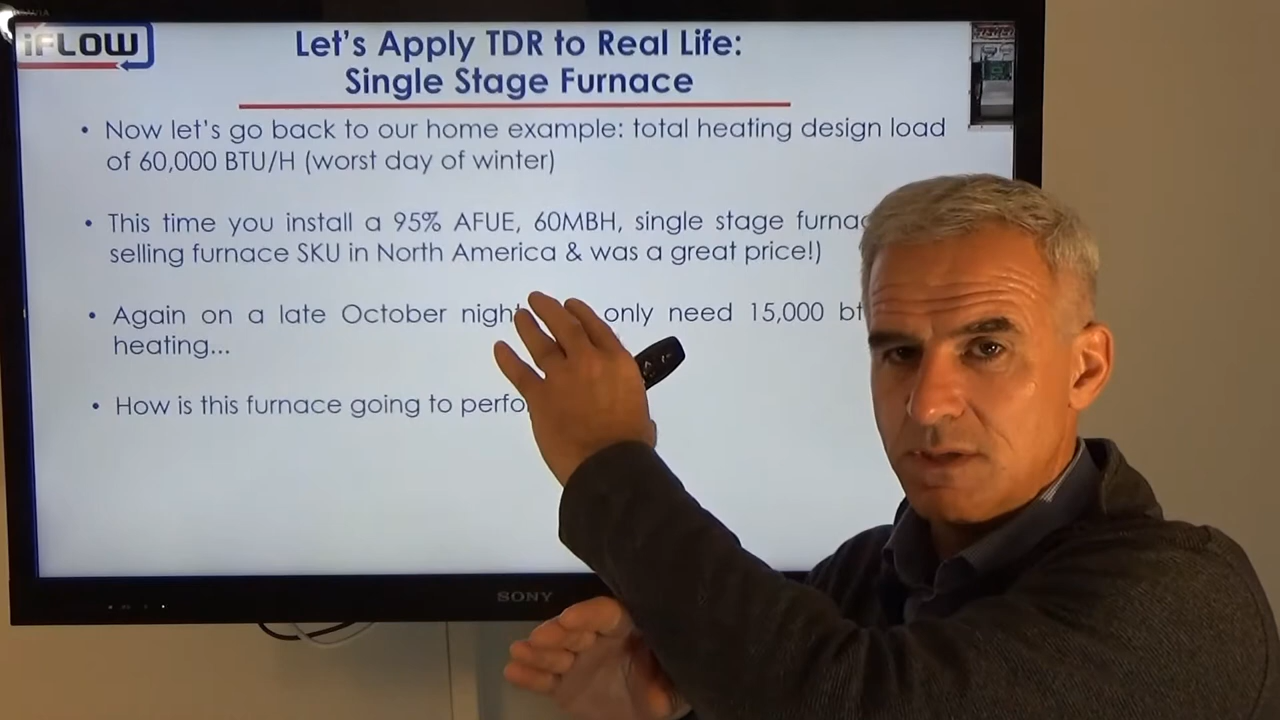 iFLOW
Let's Apply TDR to Real Life:
Single Stage Furnace
• Now let's go back to our home example: total heating design load
of 60,000 BTU/H (worst day of winter)
• This time you install a 95% AFUE, 60MBH, single stage furnac
selling furnace SKU in North America & was a great price!)
• Again on a late October night only need 15,000 bt
heating...
• How is this furnace going to perfo
SONY